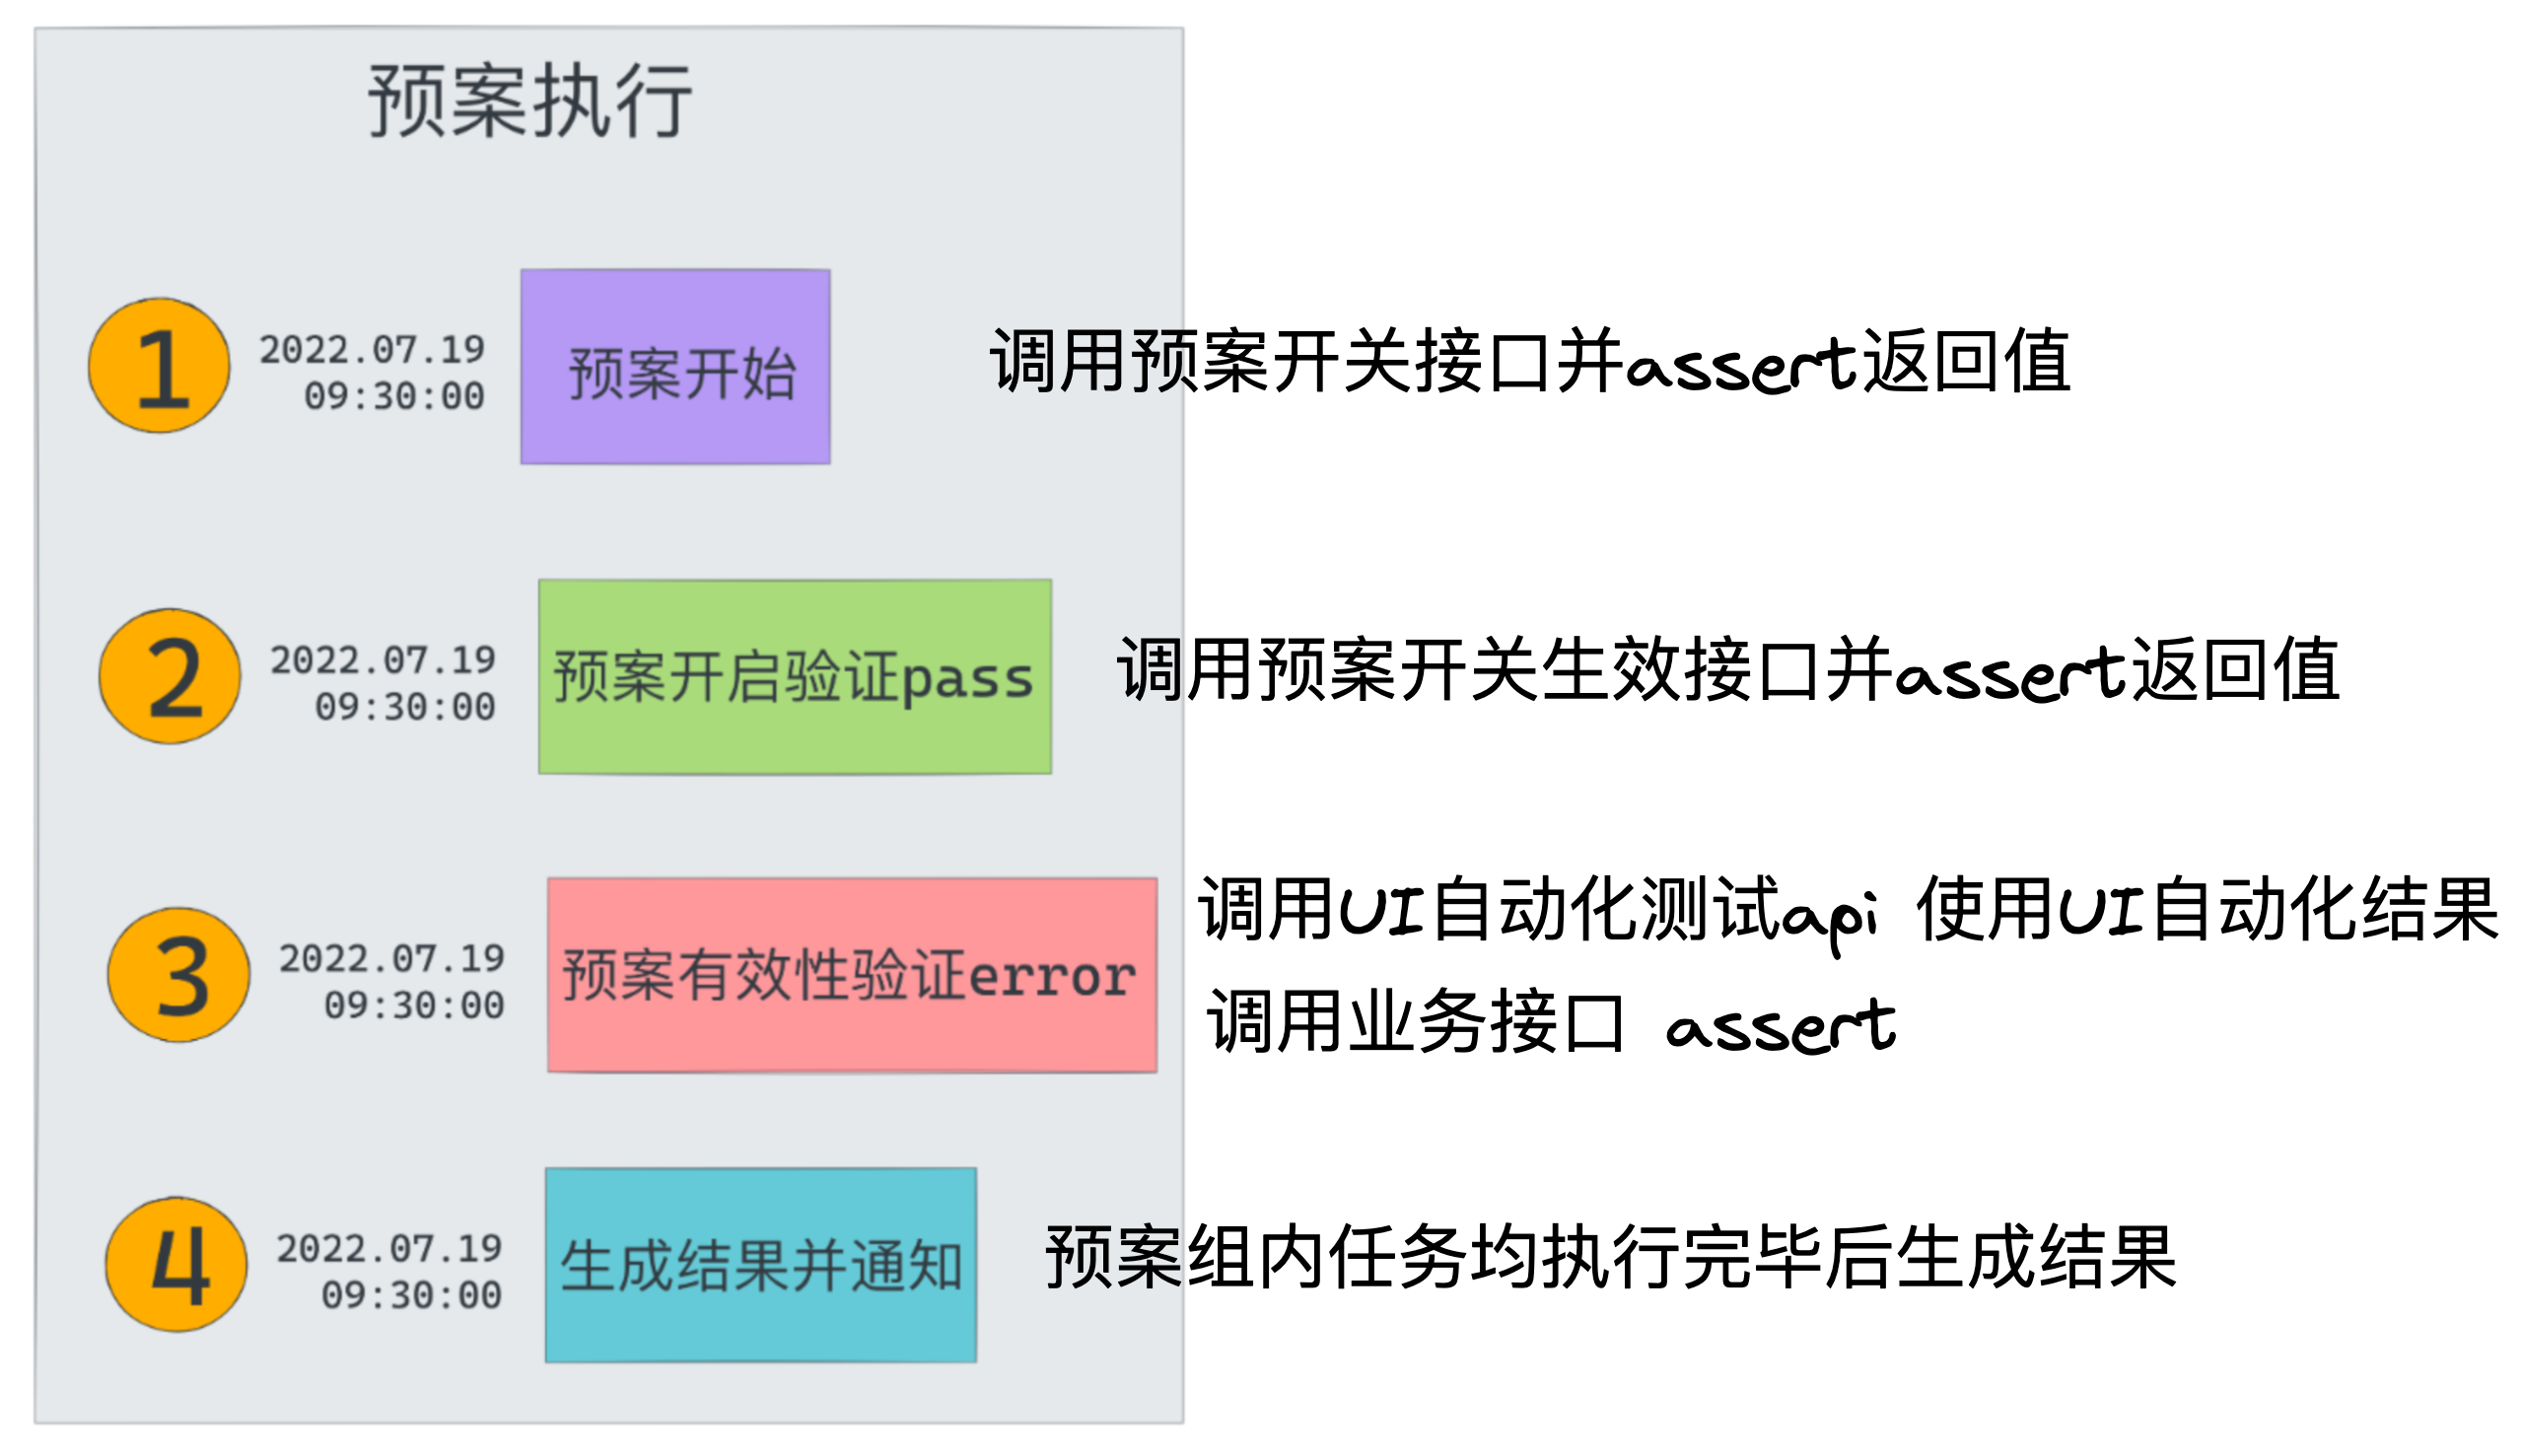 预案执行
1
2022.07.19
09:30:00
预案开始
调用预案开关接口并assert返回值
2
2022.07.19
09:30:00
预案开启验证pass
调用预案开关生效接口并assert返回值
3
2022.07.19
09:30:00
预案有效性验证error
调用UI自动化测试api 使用UI自动化结果
调用业务接口 assert
4
2022.07.19
09:30:00
生成结果并通知
预案组内任务均执行完毕后生成结果